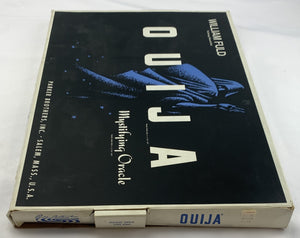 WILLIAM FULD
OUIJA
Mystifying Oracle
PARKER BROTHERS, INC. · SALEM, MASS., U.S.A.
OUIJA